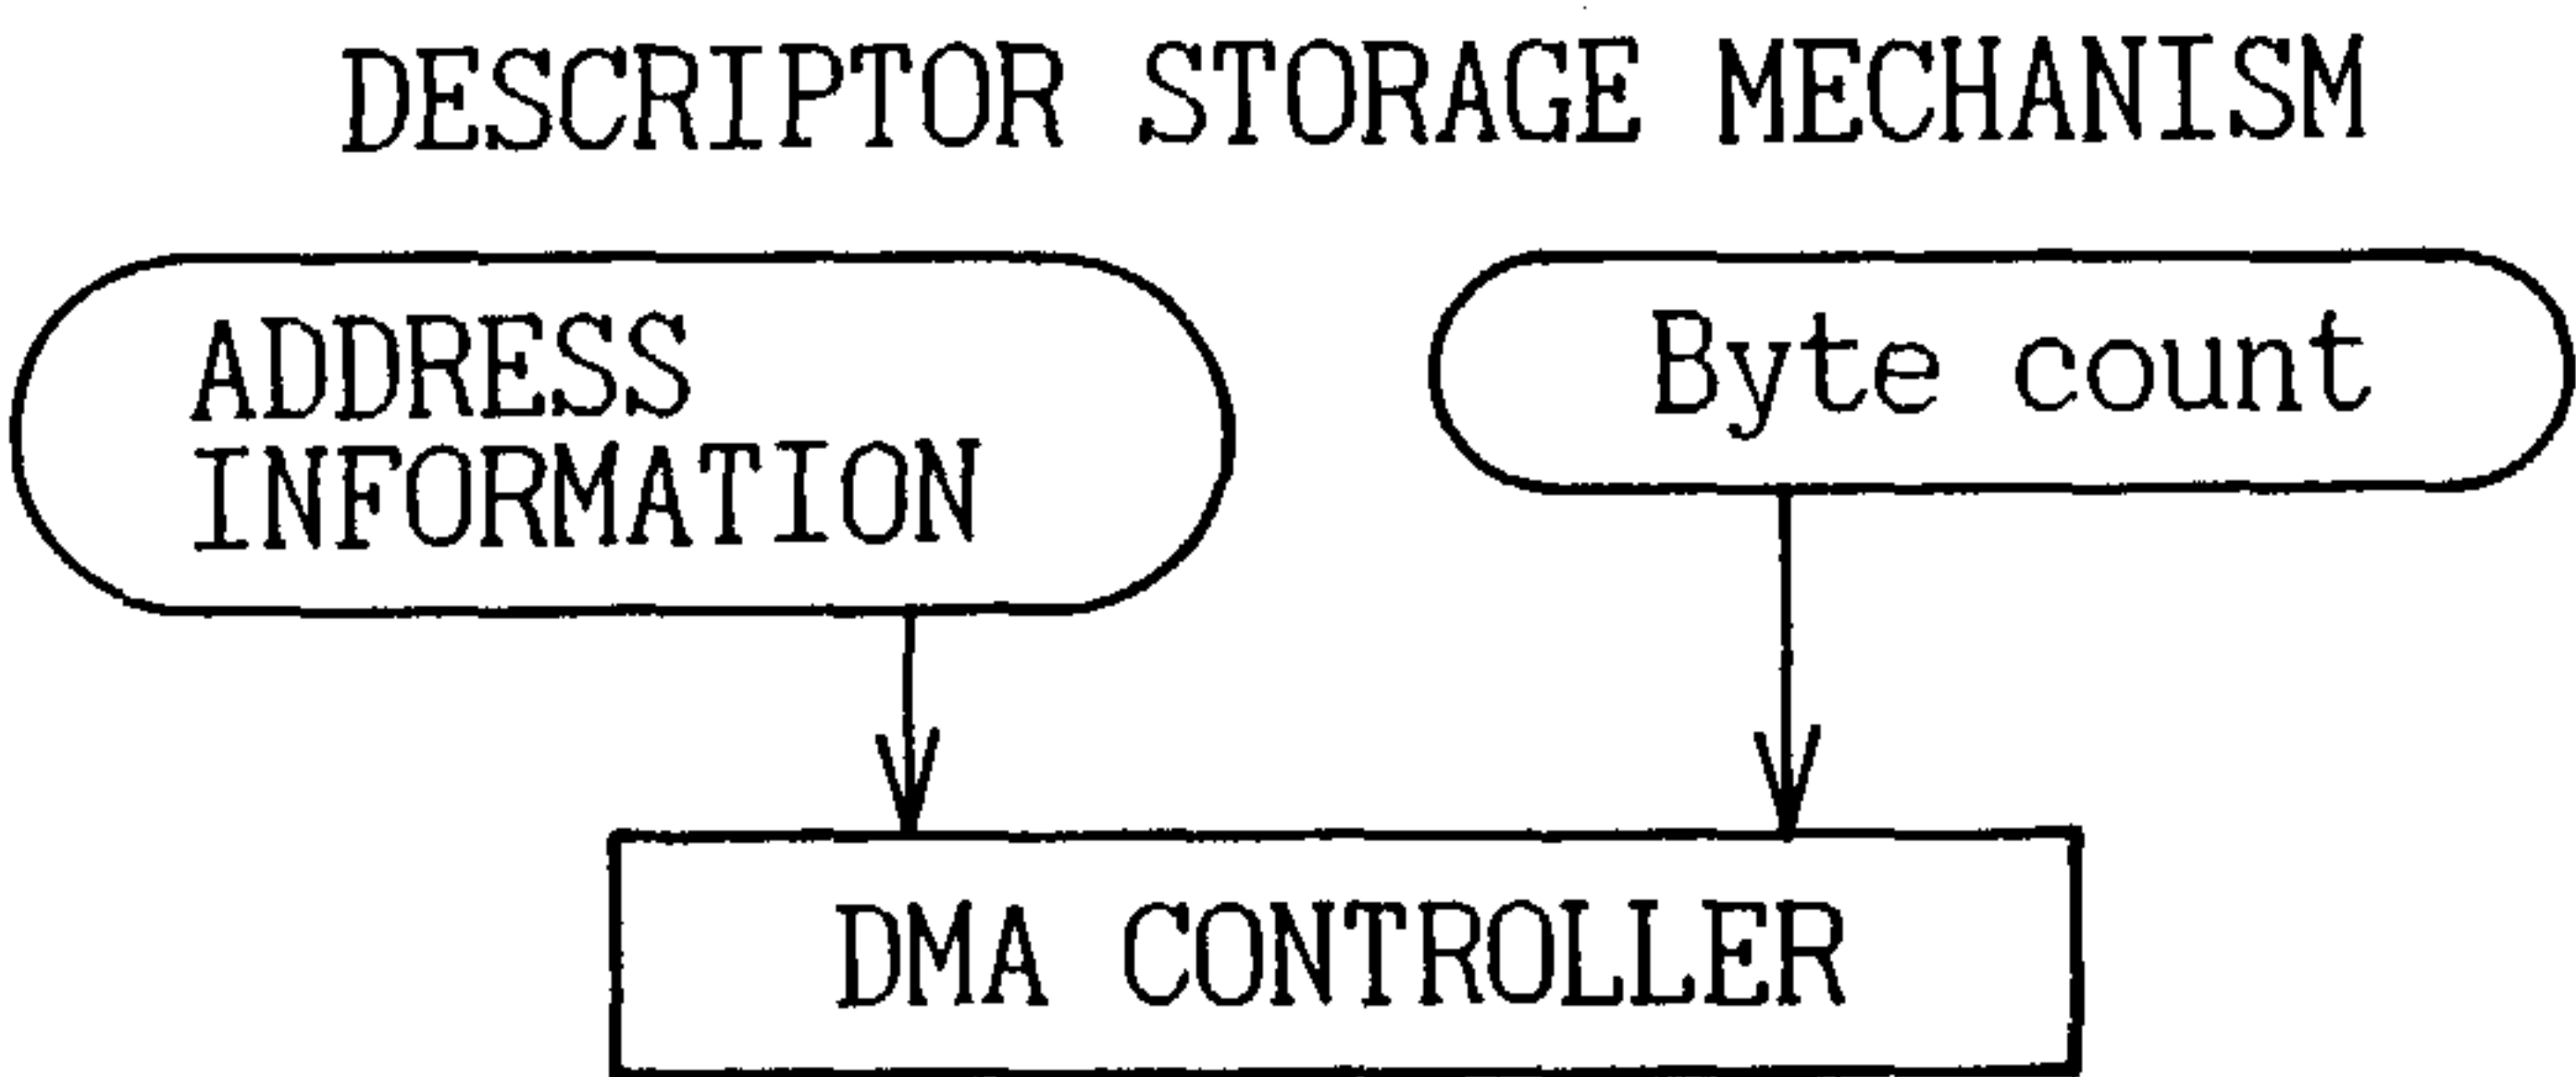 DESCRIPTOR STORAGE MECHANISM
ADDRESS
INFORMATION
Byte count
DMA CONTROLLER